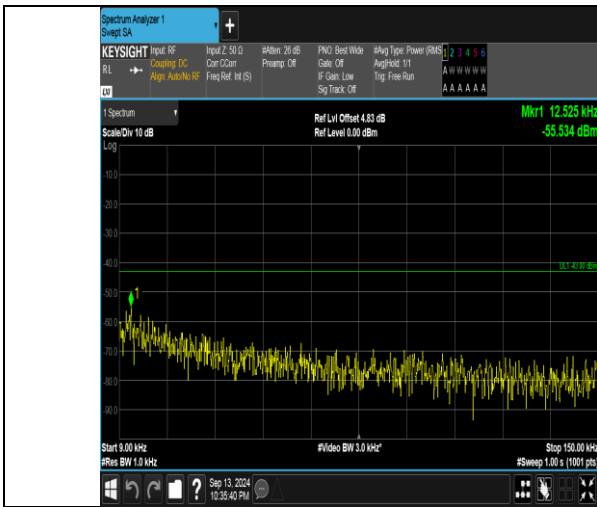 Spectrum Analyzer 1
Swept SA
+
KEYSIGHT
RL
LXI
Input: RF
Coupling: DC
Align: Auto/No RF
Input Z: 50 Ω
Corr CCorr
Freq Ref: Int (S)
#Atten: 26 dB
Preamp: Off
PNO: Best Wide
Gate: Off
IF Gain: Low
Sig Track: Off
#Avg Type: Power (RMS
Avg|Hold: 1/1
Trig: Free Run
1 2 3 4 5 6
A W W W W W
A A A A A A
1 Spectrum
Scale/Div 10 dB
Log
Ref Lvl Offset 4.83 dB
Ref Level 0.00 dBm
Mkr1 12.525 kHz
-55.534 dBm
-10.0
-20.0
-30.0
-40.0
DL1 -43.00 dBm
-50.0
1
-60.0
-70.0
-80.0
-90.0
Start 9.00 kHz
#Res BW 1.0 kHz
#Video BW 3.0 kHz*
Stop 150.00 kHz
#Sweep 1.00 s (1001 pts)
?
Sep 13, 2024
10:35:40 PM